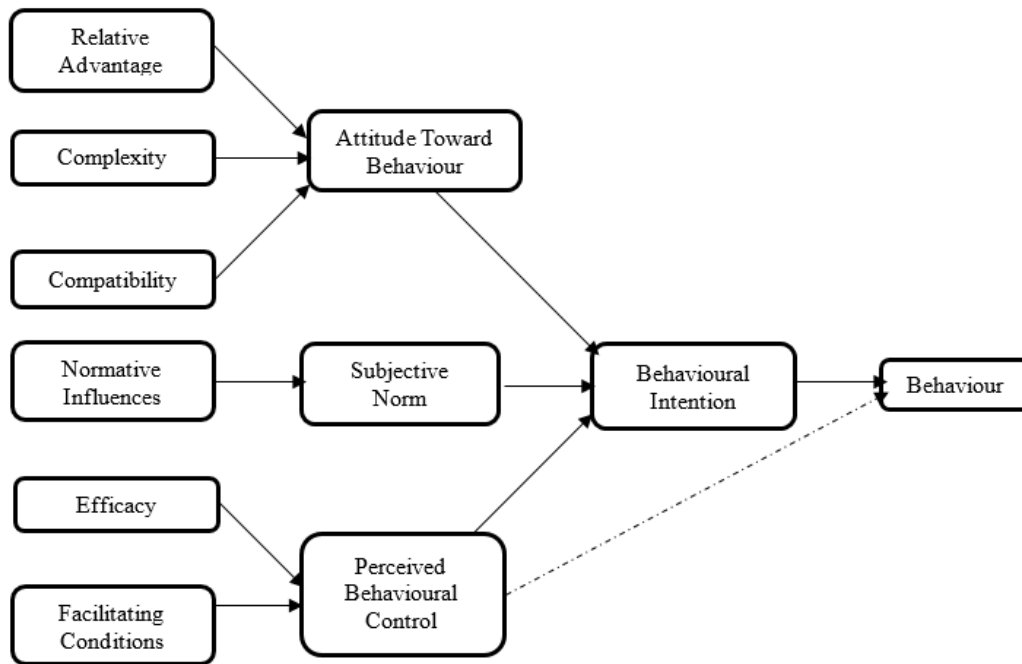 Relative
Advantage
Complexity
Compatibility
Normative
Influences
Efficacy
Facilitating
Conditions
Attitude Toward
Behaviour
Subjective
Norm
Perceived
Behavioural
Control
Behavioural
Intention
Behaviour